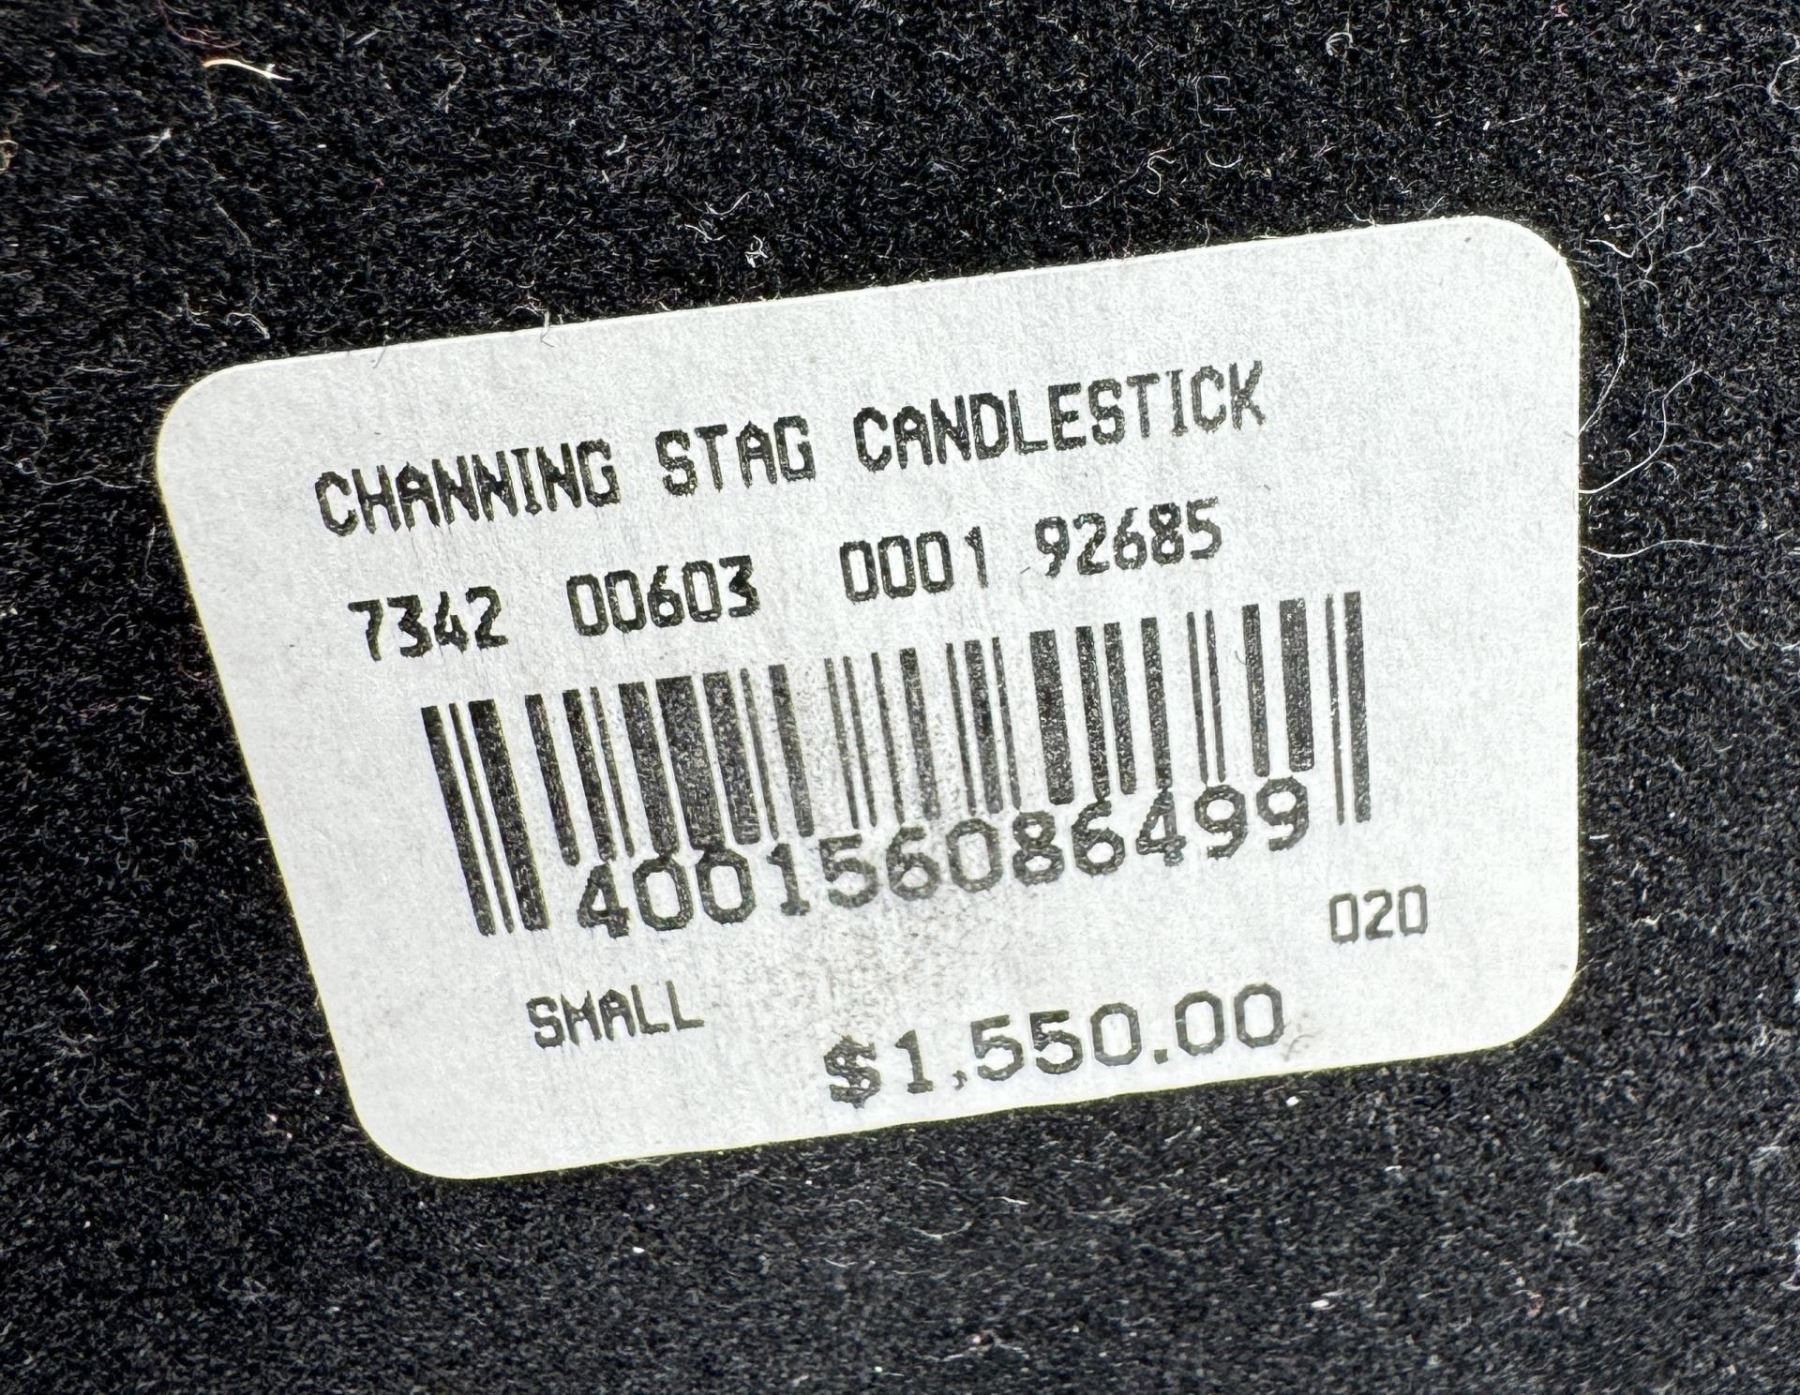 CHANNING STAG CANDLESTICK
7342 00603 0001 92685
400156086499
020
SMALL
$1,550.00